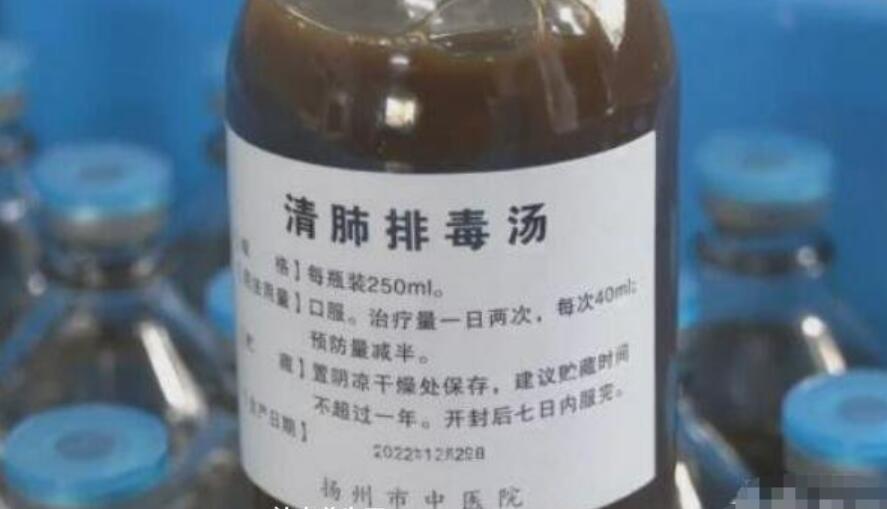 清肺排毒汤
格】每瓶装250ml。
用量】口服。治疗量一日两次，每次40ml;
预防量减半。
藏】置阴凉干燥处保存，建议贮藏时间
不超过一年。开封后七日内服完。
产日期】
2022年12月29日
扬州市中医院